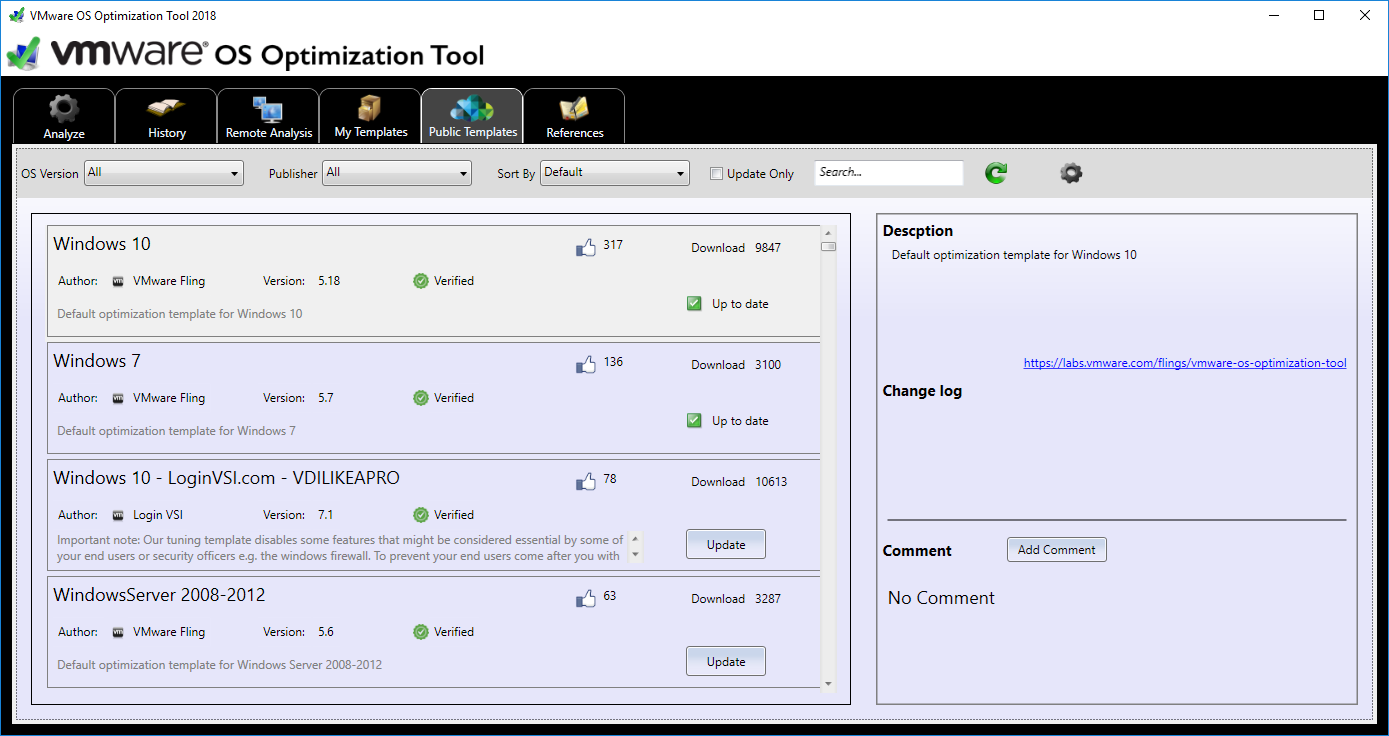 VMware OS Optimization Tool 2018
vmware® OS Optimization Tool
Analyze
History
Remote Analysis
My Templates
Public Templates
References
OS Version All
Publisher All
Sort By Default
Update Only
Search...
Windows 10
317
Download 9847
Author: vm VMware Fling Version: 5.18 Verified
Up to date
Default optimization template for Windows 10
Windows 7
136
Download 3100
Author: vm VMware Fling Version: 5.7 Verified
Up to date
Default optimization template for Windows 7
Windows 10 - LoginVSI.com - VDILIKEAPRO
78
Download 10613
Author: vm Login VSI Version: 7.1 Verified
Important note: Our tuning template disables some features that might be considered essential by some of
your end users or security officers e.g. the windows firewall. To prevent your end users come after you with
Update
WindowsServer 2008-2012
63
Download 3287
Author: vm VMware Fling Version: 5.6 Verified
Default optimization template for Windows Server 2008-2012
Update
Descption
Default optimization template for Windows 10
https://labs.vmware.com/flings/vmware-os-optimization-tool
Change log
Comment
Add Comment
No Comment